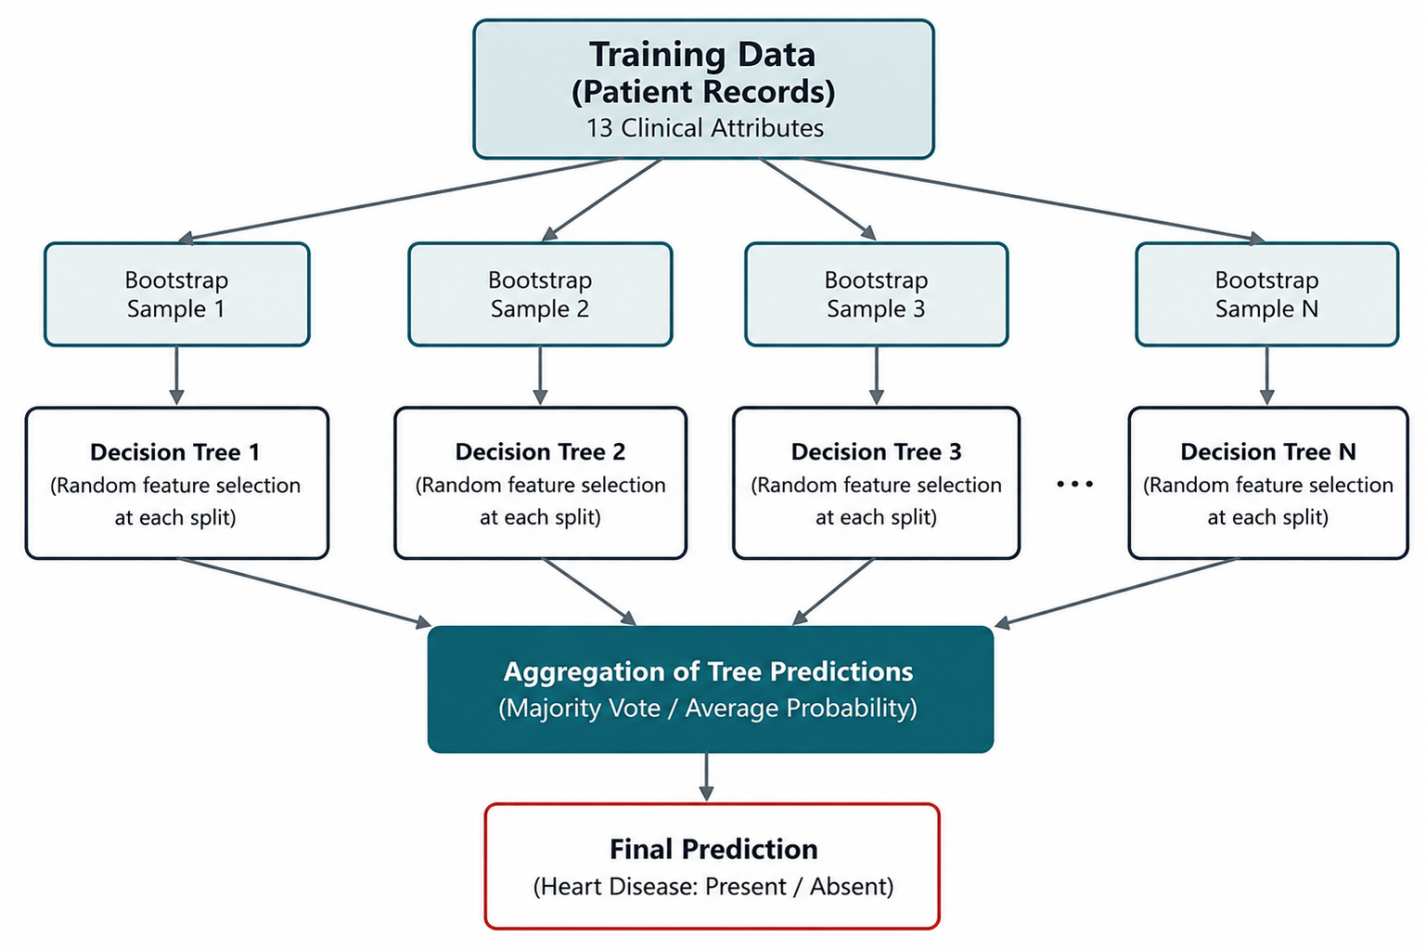 Training Data
(Patient Records)
13 Clinical Attributes
Bootstrap
Sample 1
Bootstrap
Sample 2
Bootstrap
Sample 3
Bootstrap
Sample N
Decision Tree 1
(Random feature selection
at each split)
Decision Tree 2
(Random feature selection
at each split)
Decision Tree 3
(Random feature selection
at each split)
...
Decision Tree N
(Random feature selection
at each split)
Aggregation of Tree Predictions
(Majority Vote / Average Probability)
Final Prediction
(Heart Disease: Present / Absent)